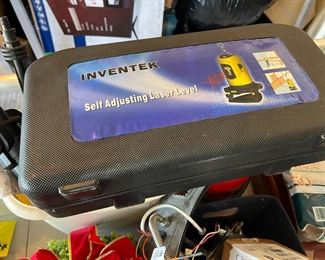 INVENTEK
Self Adjusting Laser Level